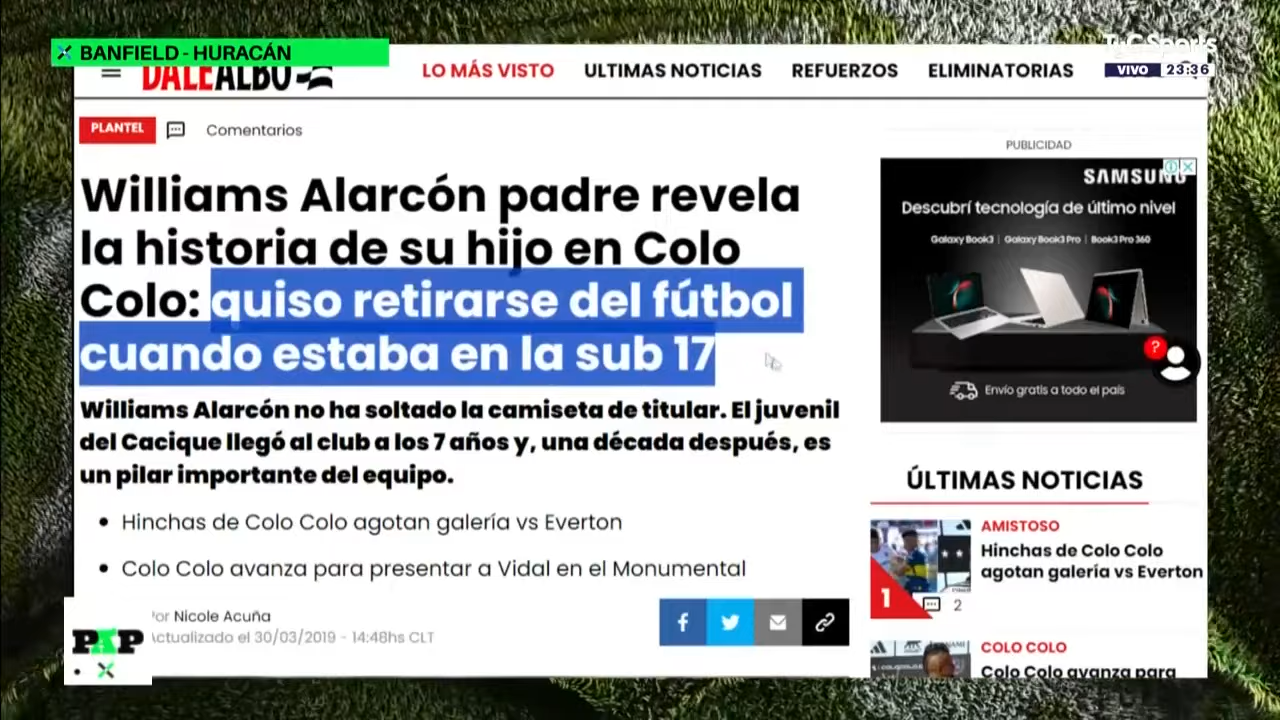 BANFIELD - HURACÁN
TyC Sports
VIVO 23:36
DALEALBO
LO MÁS VISTO
ULTIMAS NOTICIAS
REFUERZOS
ELIMINATORIAS
PLANTEL
Comentarios
Williams Alarcón padre revela
la historia de su hijo en Colo
Colo: quiso retirarse del fútbol
cuando estaba en la sub 17
Williams Alarcón no ha soltado la camiseta de titular. El juvenil
del Cacique llegó al club a los 7 años y, una década después, es
un pilar importante del equipo.
• Hinchas de Colo Colo agotan galería vs Everton
• Colo Colo avanza para presentar a Vidal en el Monumental
Por Nicole Acuña
Actualizado el 30/03/2019 - 14:48hs CLT
PUBLICIDAD
SAMSUNG
Descubrí tecnología de último nivel
Galaxy Book3 | Galaxy Book3 Pro | Book3 Pro 360
?
Envío gratis a todo el país
ÚLTIMAS NOTICIAS
AMISTOSO
Hinchas de Colo Colo
agotan galería vs Everton
1
2
COLO COLO
Colo Colo avanza para
PXP